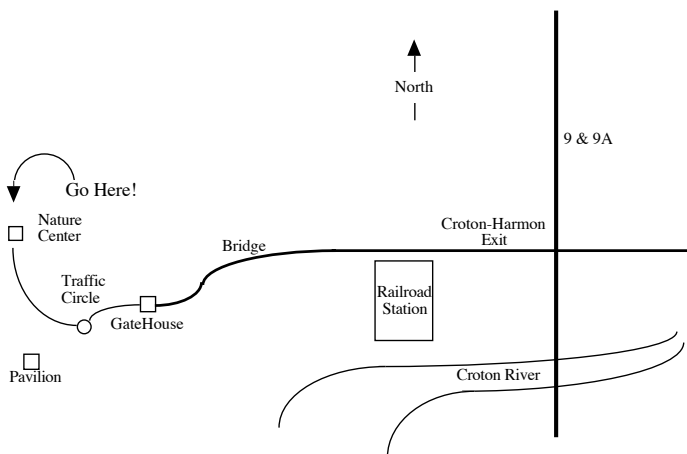 North
9 & 9A
Go Here!
Nature
Center
Croton-Harmon
Exit
Bridge
Traffic
Circle
Railroad
Station
GateHouse
Pavilion
Croton River